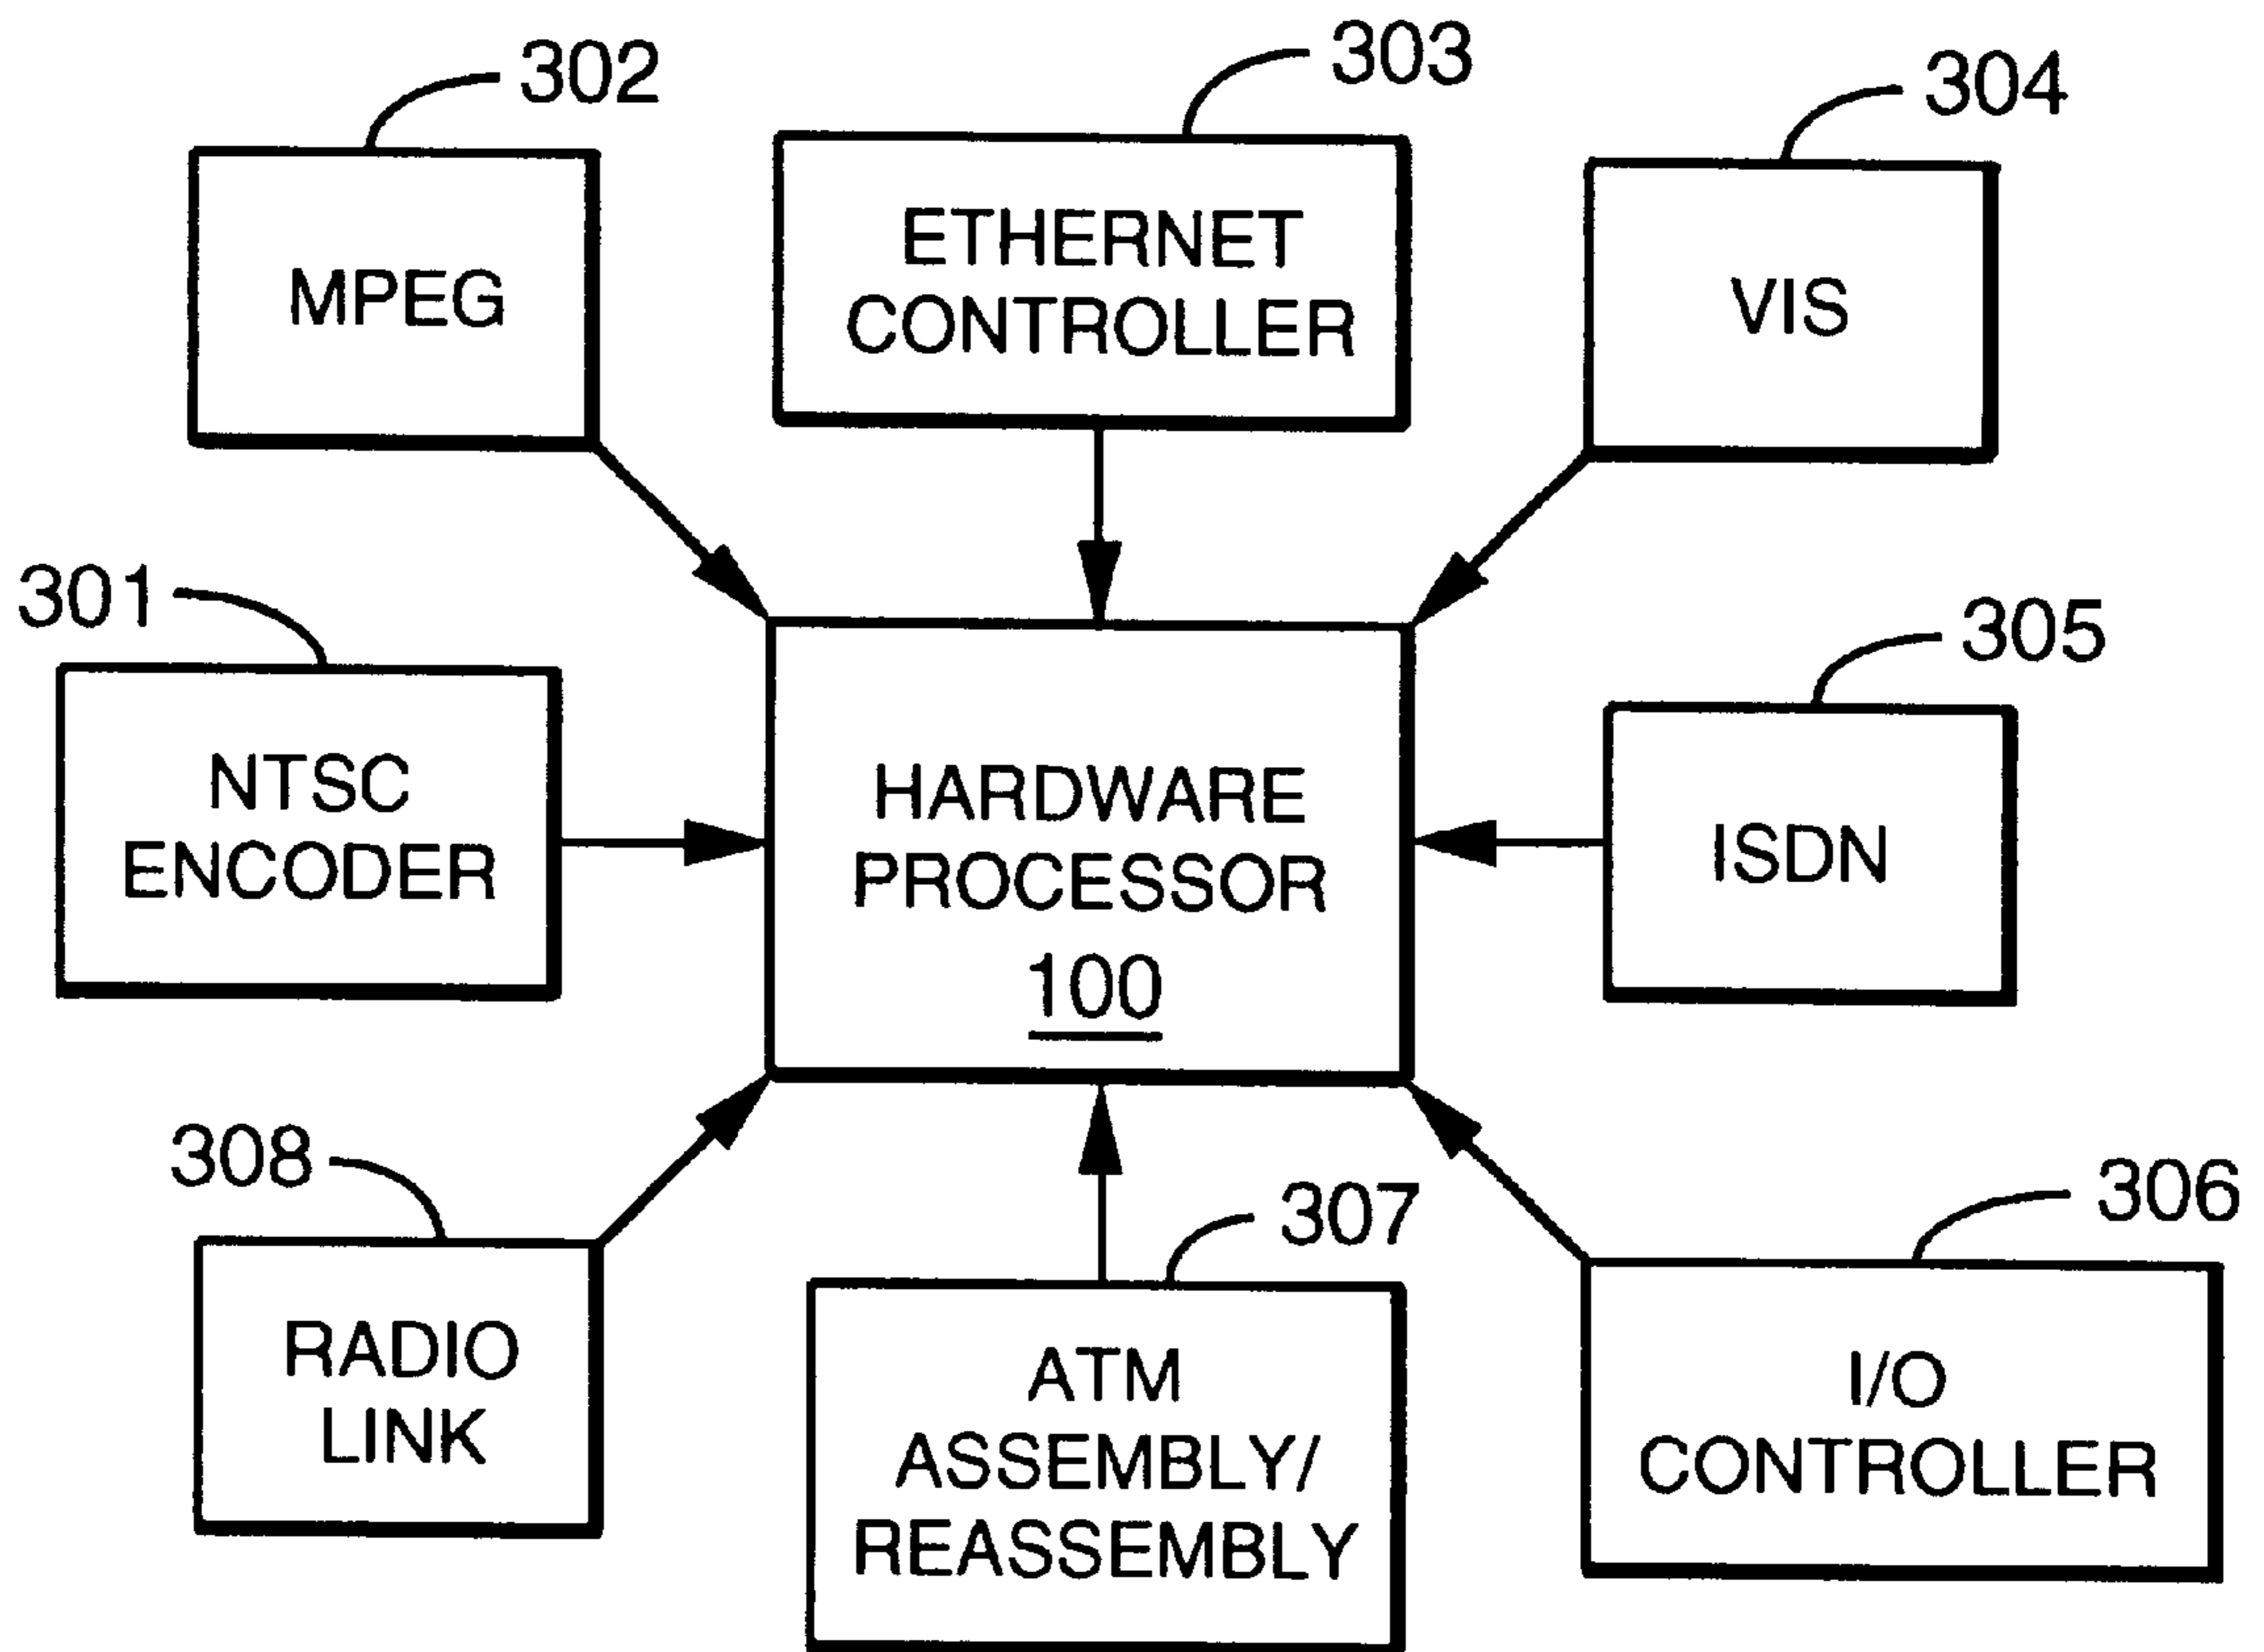 303
302
304
ETHERNET
CONTROLLER
MPEG
VIS
301
305
NTSC
ENCODER
HARDWARE
PROCESSOR
100
ISDN
308
307
306
RADIO
LINK
ATM
ASSEMBLY/
REASSEMBLY
I/O
CONTROLLER